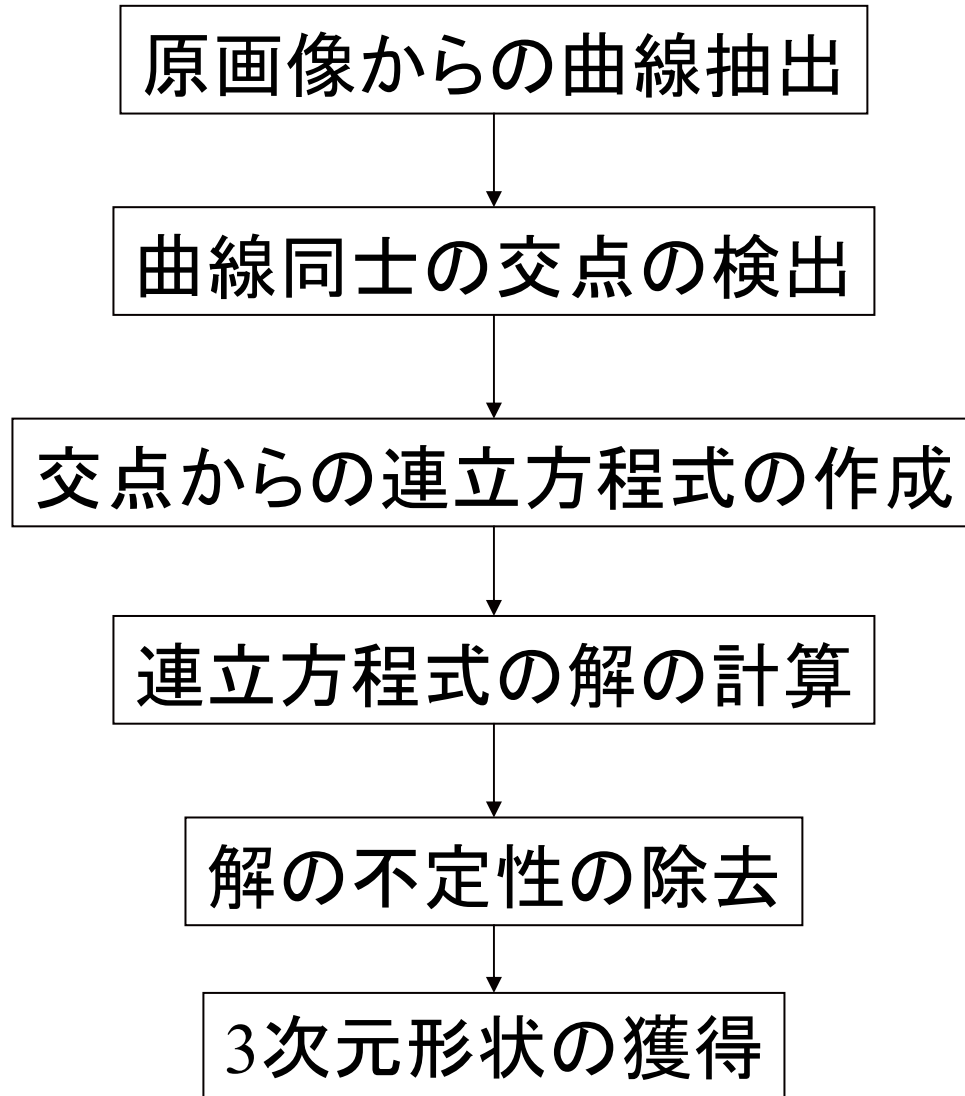 原画像からの曲線抽出
曲線同士の交点の検出
交点からの連立方程式の作成
連立方程式の解の計算
解の不定性の除去
3次元形状の獲得